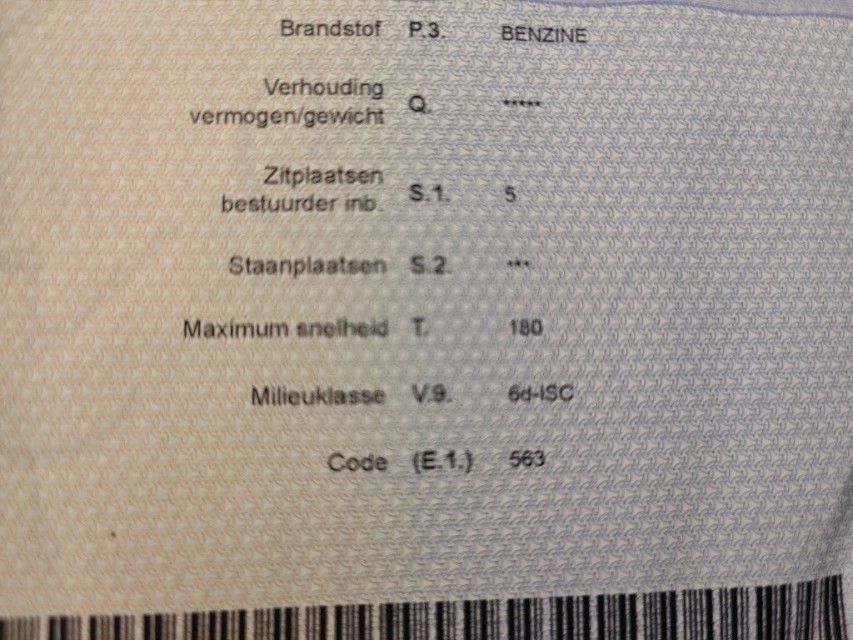 Brandstof P.3. BENZINE
Verhouding
vermogen/gewicht Q. *****
Zitplaatsen
bestuurder inb. S.1. 5
Staanplaatsen S.2. ***
Maximum snelheid T. 180
Milieuklasse V.9. 6d-ISC
Code (E.1.) 563